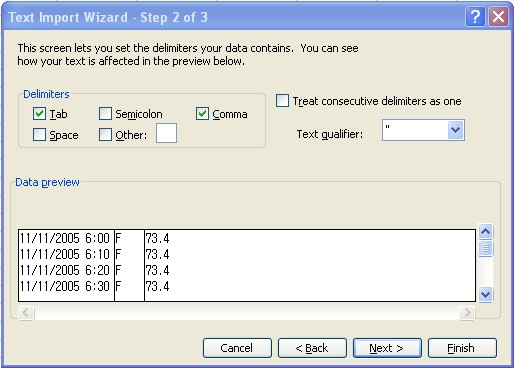 Text Import Wizard - Step 2 of 3
This screen lets you set the delimiters your data contains. You can see
how your text is affected in the preview below.
Delimiters
Tab
Semicolon
Comma
Space
Other:
Treat consecutive delimiters as one
Text qualifier:
"
Data preview
11/11/2005 6:00 F 73.4
11/11/2005 6:10 F 73.4
11/11/2005 6:20 F 73.4
11/11/2005 6:30 F 73.4
Cancel
< Back
Next >
Finish